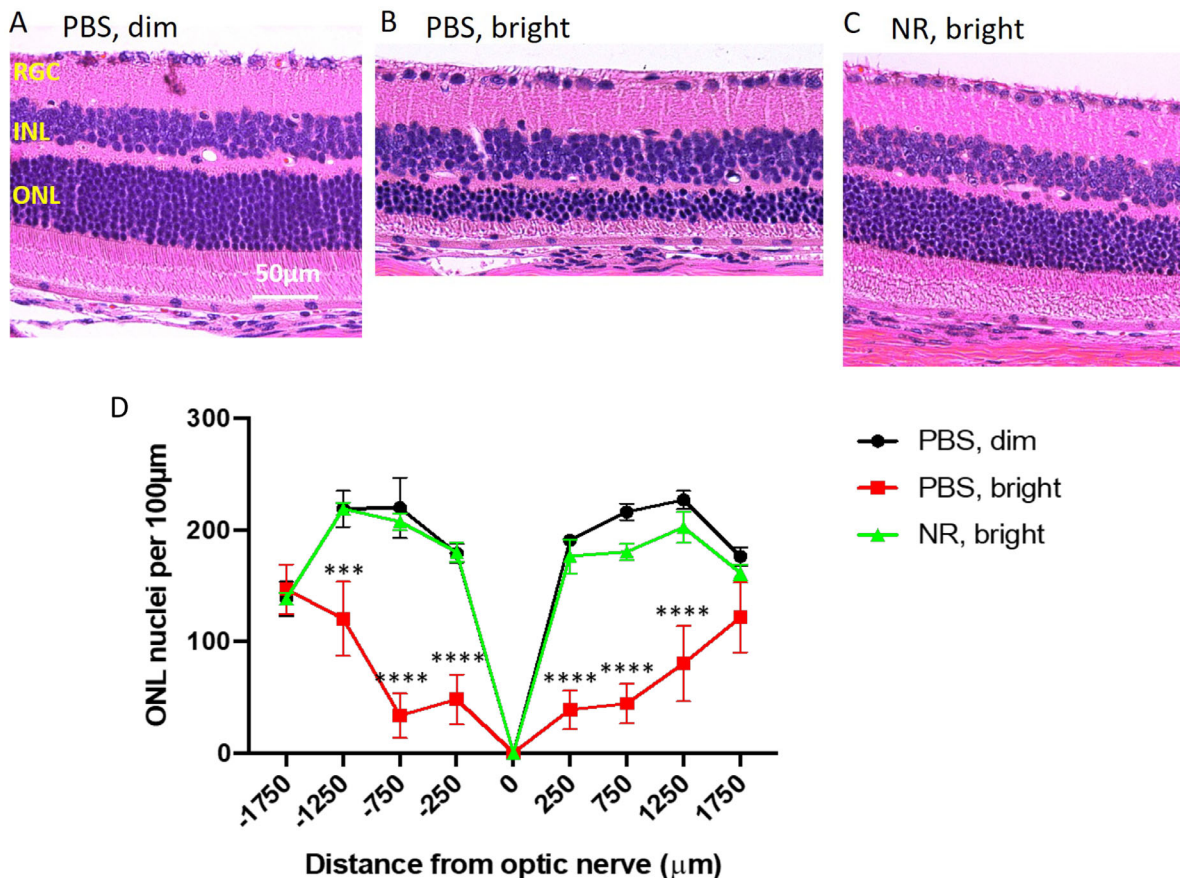 A PBS, dim
B PBS, bright
C NR, bright
RGC
INL
ONL
50µm
D
300
200
100
0
ONL nuclei per 100µm
***
****
****
****
****
****
-1750
-1250
-750
-250
0
250
750
1250
1750
Distance from optic nerve (µm)
PBS, dim
PBS, bright
NR, bright